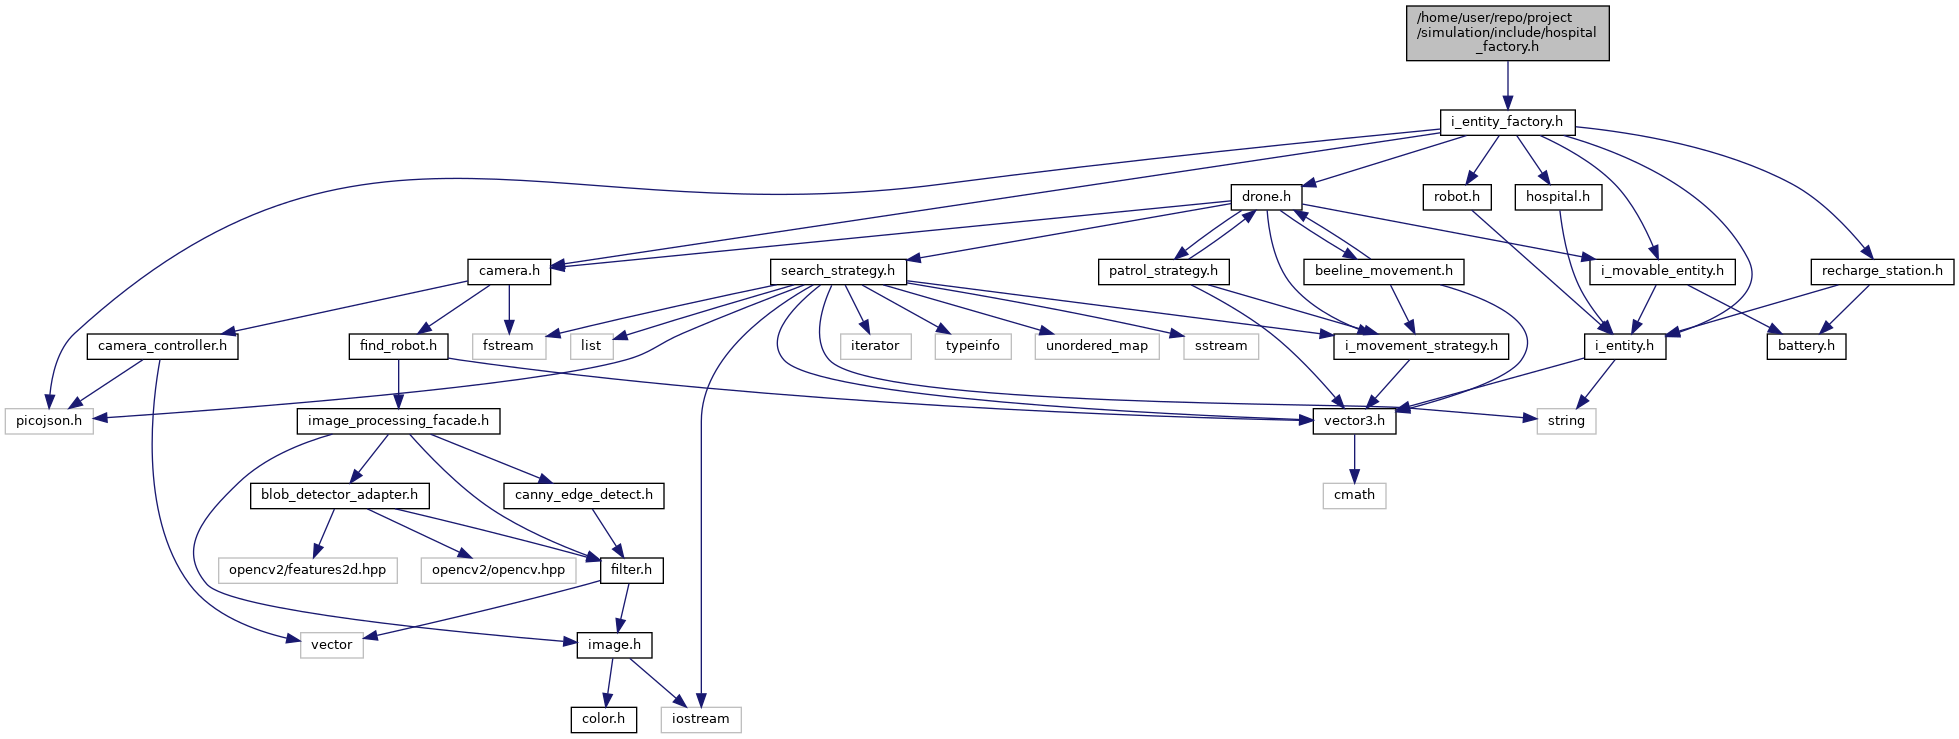 /home/user/repo/project
/simulation/include/hospital
_factory.h
i_entity_factory.h
drone.h
robot.h
hospital.h
camera.h
search_strategy.h
patrol_strategy.h
beeline_movement.h
i_movable_entity.h
recharge_station.h
camera_controller.h
find_robot.h
fstream
list
iterator
typeinfo
unordered_map
sstream
i_movement_strategy.h
i_entity.h
battery.h
picojson.h
image_processing_facade.h
vector3.h
string
blob_detector_adapter.h
canny_edge_detect.h
cmath
opencv2/features2d.hpp
opencv2/opencv.hpp
filter.h
vector
image.h
color.h
iostream